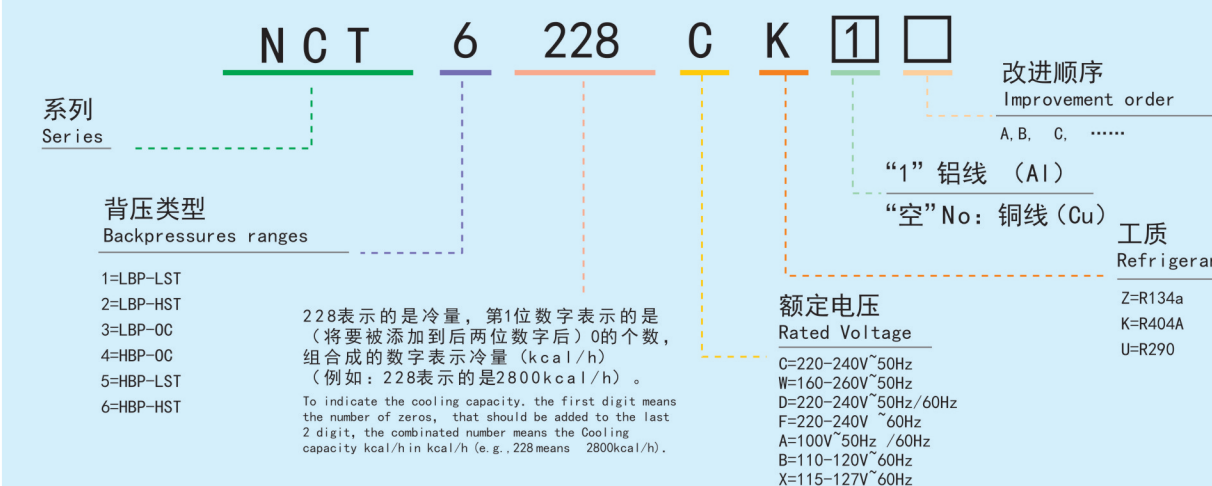 NCT 6 228 C K 1 □
系列
Series
背压类型
Backpressures ranges
1=LBP-LST
2=LBP-HST
3=LBP-OC
4=HBP-OC
5=HBP-LST
6=HBP-HST
228表示的是冷量，第1位数字表示的是
（将要被添加到后两位数字后）0的个数，
组合成的数字表示冷量（kcal/h）
（例如：228表示的是2800kcal/h）。
To indicate the cooling capacity. the first digit means
the number of zeros, that should be added to the last
2 digit, the combinated number means the Cooling
capacity kcal/h in kcal/h (e.g.,228 means 2800kcal/h).
额定电压
Rated Voltage
C=220-240V~50Hz
W=160-260V~50Hz
D=220-240V~50Hz/60Hz
F=220-240V ~60Hz
A=100V~50Hz /60Hz
B=110-120V~60Hz
X=115-127V~60Hz
工质
Refrigeran
Z=R134a
K=R404A
U=R290
“1” 铝线 （Al）
“空”No: 铜线（Cu）
改进顺序
Improvement order
A,B, C, ……